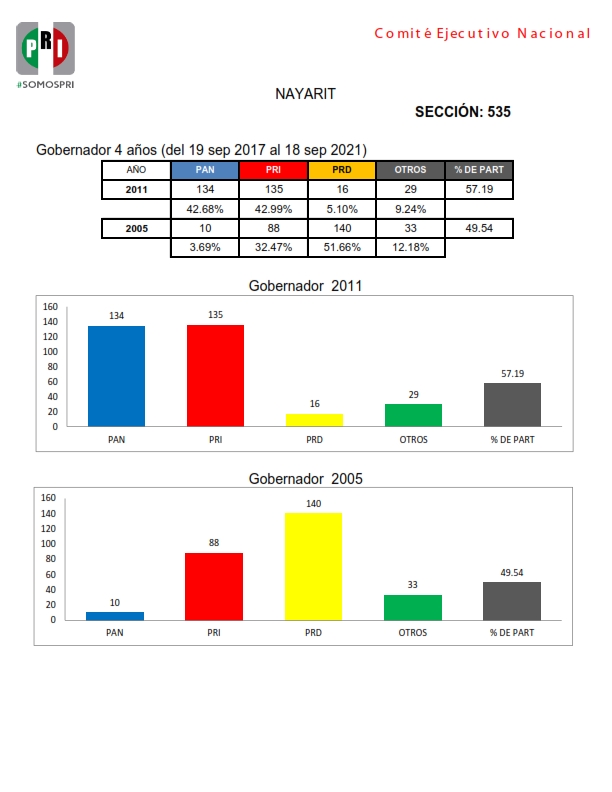 Comité Ejecutivo Nacional
PRI
#SOMOSPRI
NAYARIT
SECCIÓN: 535
Gobernador 4 años (del 19 sep 2017 al 18 sep 2021)
AÑO PAN PRI PRD OTROS % DE PART
2011 134 135 16 29 57.19
42.68% 42.99% 5.10% 9.24%
2005 10 88 140 33 49.54
3.69% 32.47% 51.66% 12.18%
Gobernador 2011
160
140
120
100
80
60
40
20
0
134 135 16 29 57.19
PAN PRI PRD OTROS % DE PART
Gobernador 2005
160
140
120
100
80
60
40
20
0
10 88 140 33 49.54
PAN PRI PRD OTROS % DE PART